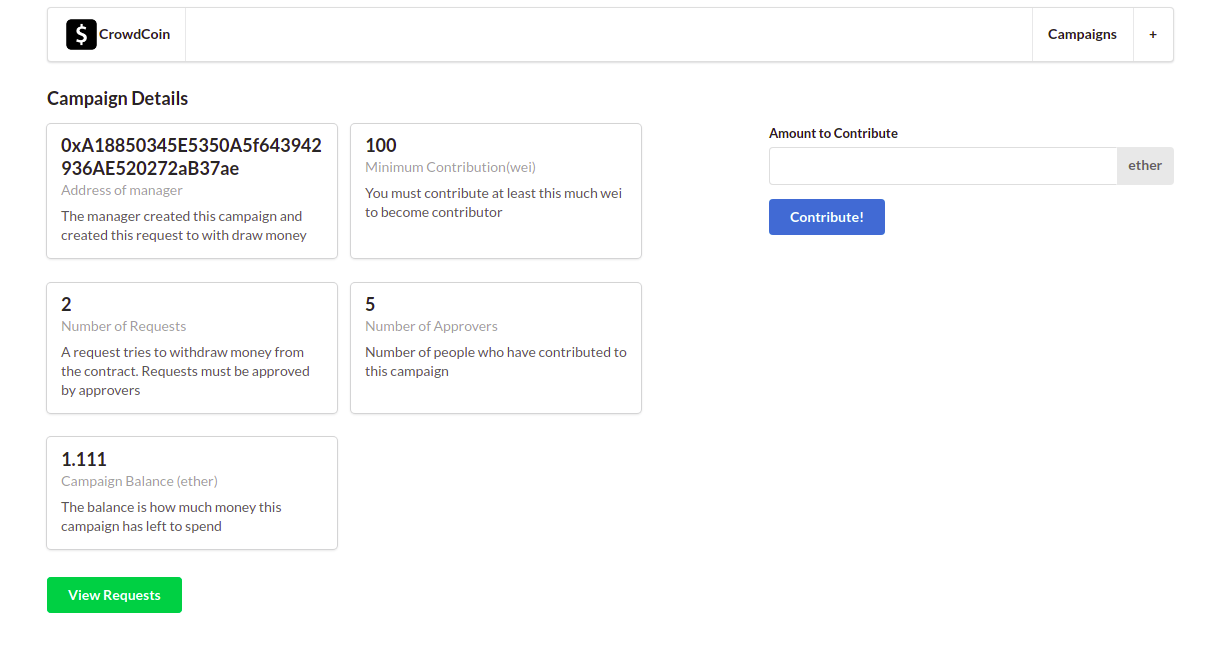 CrowdCoin
Campaigns
+
Campaign Details
0xA18850345E5350A5f643942
936AE520272aB37ae
Address of manager
The manager created this campaign and
created this request to with draw money
100
Minimum Contribution(wei)
You must contribute at least this much wei
to become contributor
2
Number of Requests
A request tries to withdraw money from
the contract. Requests must be approved
by approvers
5
Number of Approvers
Number of people who have contributed to
this campaign
1.111
Campaign Balance (ether)
The balance is how much money this
campaign has left to spend
View Requests
Amount to Contribute
ether
Contribute!